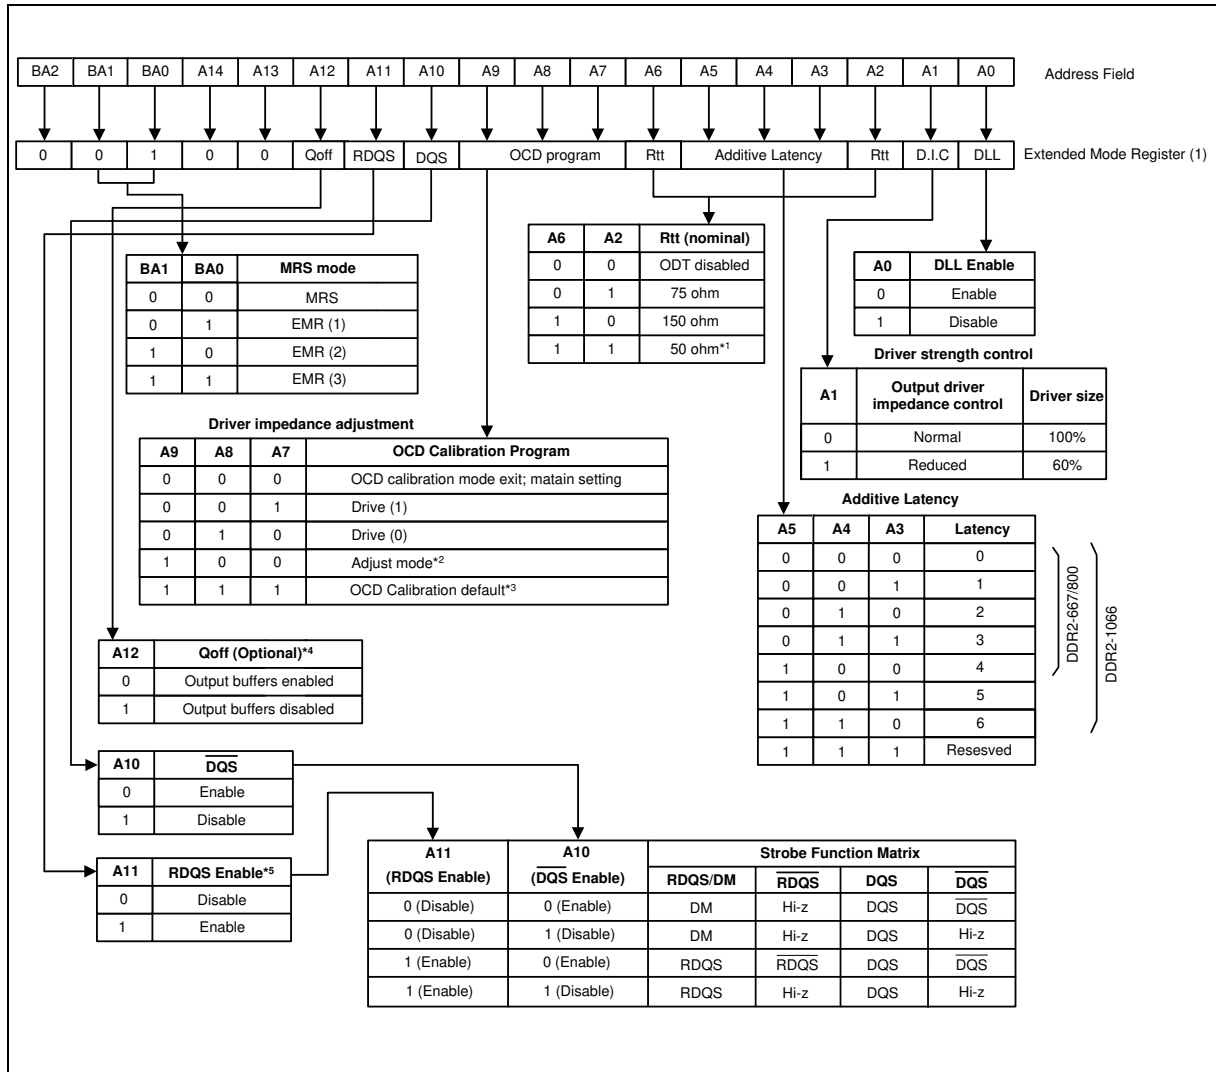 BA2 BA1 BA0 A14 A13 A12 A11 A10 A9 A8 A7 A6 A5 A4 A3 A2 A1 A0 Address Field
0 0 1 0 0 Qoff RDQS DQS OCD program Rtt Additive Latency Rtt D.I.C DLL Extended Mode Register (1)
BA1 BA0 MRS mode
0 0 MRS
0 1 EMR (1)
1 0 EMR (2)
1 1 EMR (3)
A6 A2 Rtt (nominal)
0 0 ODT disabled
0 1 75 ohm
1 0 150 ohm
1 1 50 ohm*1
A0 DLL Enable
0 Enable
1 Disable
Driver strength control
A1 Output driver impedance control Driver size
0 Normal 100%
1 Reduced 60%
Driver impedance adjustment
A9 A8 A7 OCD Calibration Program
0 0 0 OCD calibration mode exit; matain setting
0 0 1 Drive (1)
0 1 0 Drive (0)
1 0 0 Adjust mode*2
1 1 1 OCD Calibration default*3
Additive Latency
A5 A4 A3 Latency
0 0 0 0
0 0 1 1
0 1 0 2
0 1 1 3
1 0 0 4
1 0 1 5
1 1 0 6
1 1 1 Resesved
DDR2-667/800
DDR2-1066
A12 Qoff (Optional)*4
0 Output buffers enabled
1 Output buffers disabled
A10 D̅Q̅S̅
0 Enable
1 Disable
A11 RDQS Enable*5
0 Disable
1 Enable
A11 (RDQS Enable) A10 (D̅Q̅S̅ Enable) Strobe Function Matrix
RDQS/DM R̅D̅Q̅S̅ DQS D̅Q̅S̅
0 (Disable) 0 (Enable) DM Hi-z DQS D̅Q̅S̅
0 (Disable) 1 (Disable) DM Hi-z DQS Hi-z
1 (Enable) 0 (Enable) RDQS R̅D̅Q̅S̅ DQS D̅Q̅S̅
1 (Enable) 1 (Disable) RDQS Hi-z DQS Hi-z